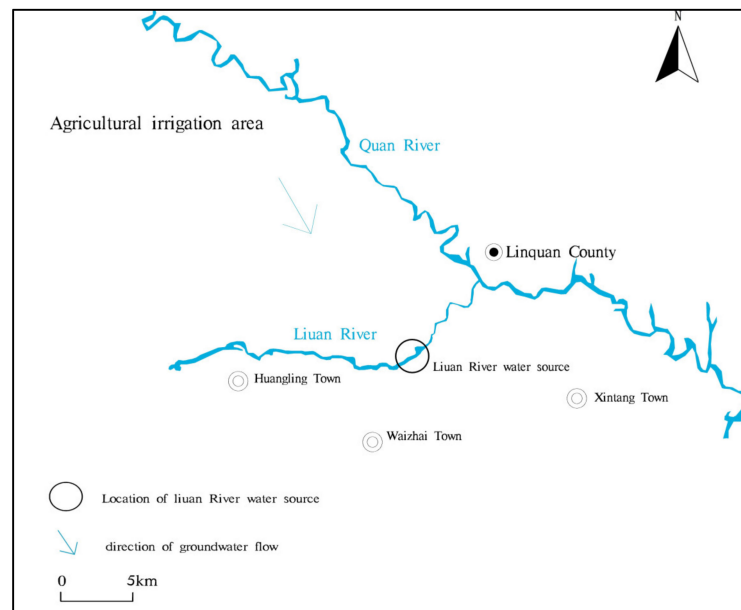 N
Agricultural irrigation area
Quan River
Linquan County
Liuan River
Liuan River water source
Huangling Town
Xintang Town
Waizhai Town
Location of liuan River water source
direction of groundwater flow
0 5km